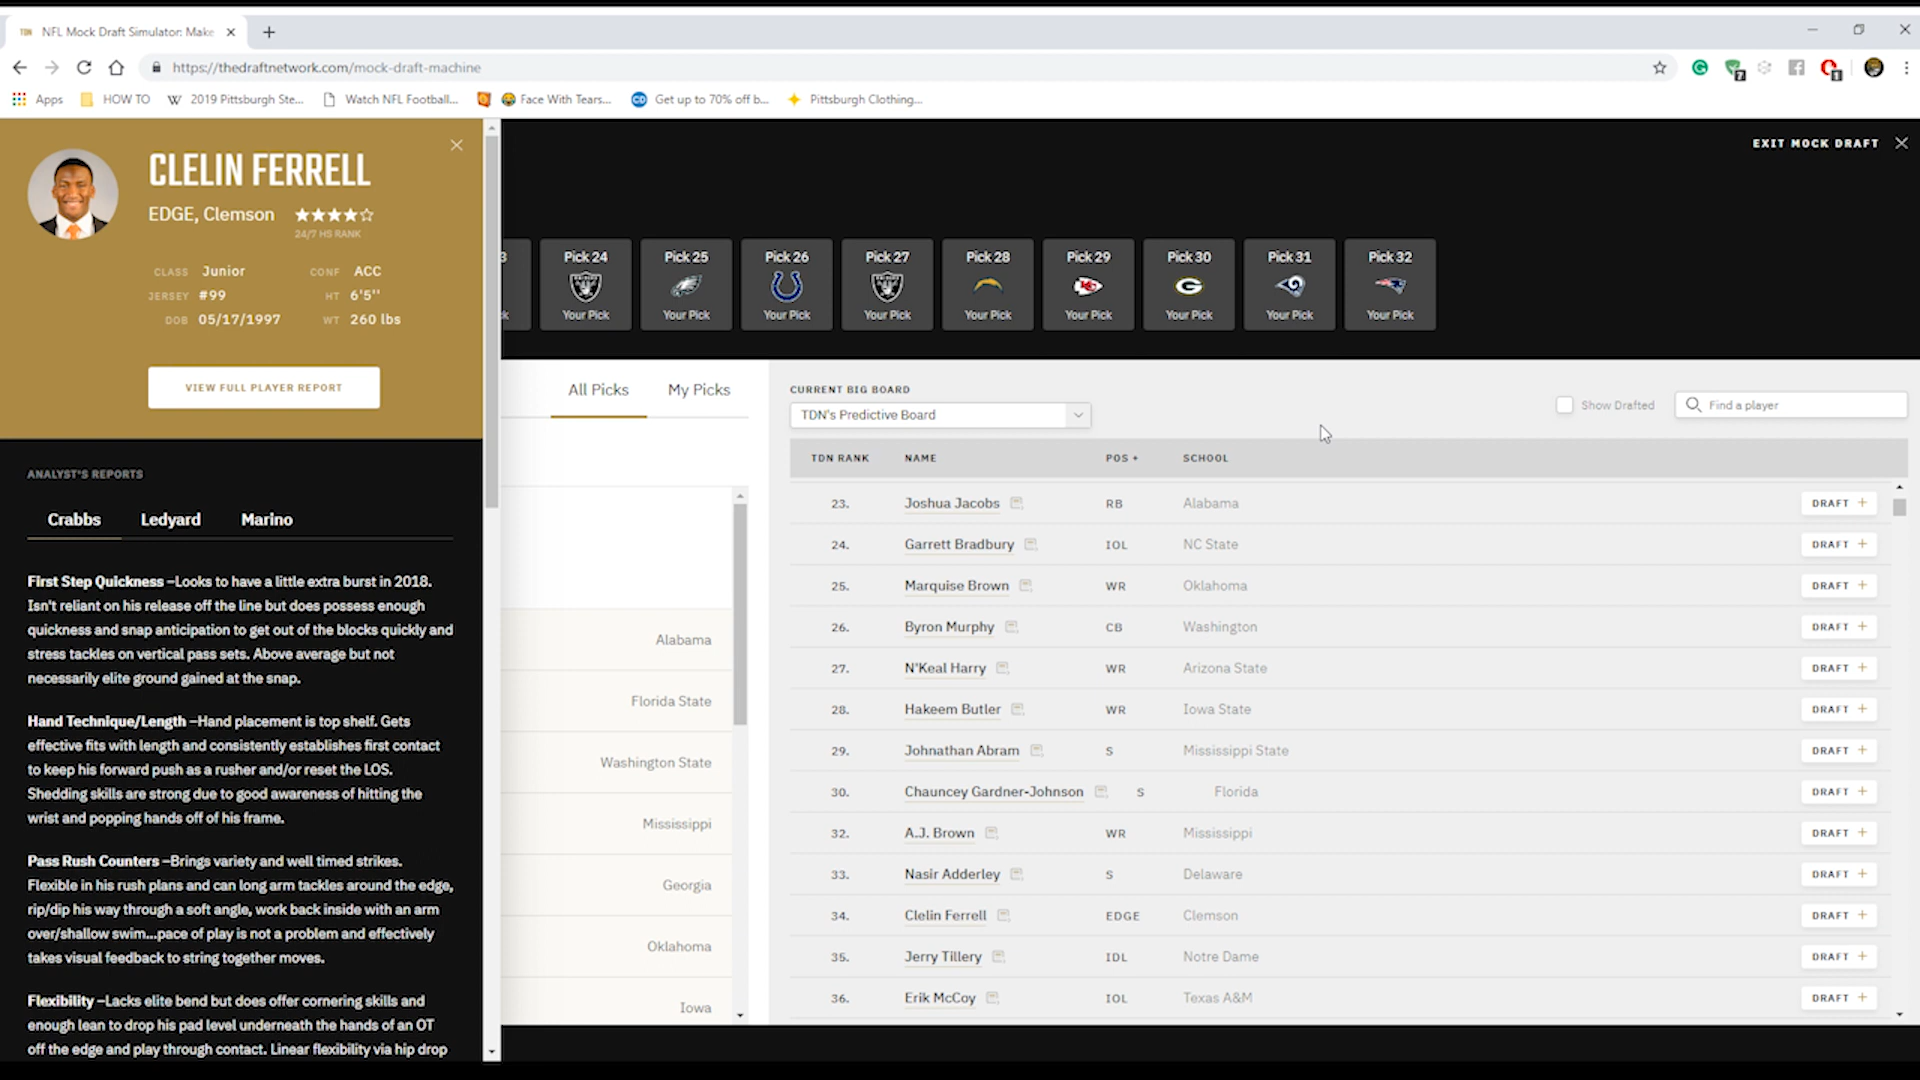 TDN NFL Mock Draft Simulator: Make
https://thedraftnetwork.com/mock-draft-machine
Apps HOW TO W 2019 Pittsburgh Ste... Watch NFL Football... Face With Tears... CD Get up to 70% off b... Pittsburgh Clothing...
CLELIN FERRELL
EDGE, Clemson
24/7 HS RANK
CLASS Junior CONF ACC
JERSEY #99 HT 6'5''
DOB 05/17/1997 WT 260 lbs
VIEW FULL PLAYER REPORT
ANALYST'S REPORTS
Crabbs Ledyard Marino
First Step Quickness –Looks to have a little extra burst in 2018.
Isn't reliant on his release off the line but does possess enough
quickness and snap anticipation to get out of the blocks quickly and
stress tackles on vertical pass sets. Above average but not
necessarily elite ground gained at the snap.
Hand Technique/Length –Hand placement is top shelf. Gets
effective fits with length and consistently establishes first contact
to keep his forward push as a rusher and/or reset the LOS.
Shedding skills are strong due to good awareness of hitting the
wrist and popping hands off of his frame.
Pass Rush Counters –Brings variety and well timed strikes.
Flexible in his rush plans and can long arm tackles around the edge,
rip/dip his way through a soft angle, work back inside with an arm
over/shallow swim...pace of play is not a problem and effectively
takes visual feedback to string together moves.
Flexibility –Lacks elite bend but does offer cornering skills and
enough lean to drop his pad level underneath the hands of an OT
off the edge and play through contact. Linear flexibility via hip drop
EXIT MOCK DRAFT
3 Pick 24 Pick 25 Pick 26 Pick 27 Pick 28 Pick 29 Pick 30 Pick 31 Pick 32
k Your Pick Your Pick Your Pick Your Pick Your Pick Your Pick Your Pick Your Pick Your Pick
All Picks My Picks
Alabama
Florida State
Washington State
Mississippi
Georgia
Oklahoma
Iowa
CURRENT BIG BOARD
TDN's Predictive Board
Show Drafted
Find a player
TDN RANK NAME POS + SCHOOL
23. Joshua Jacobs RB Alabama DRAFT +
24. Garrett Bradbury IOL NC State DRAFT +
25. Marquise Brown WR Oklahoma DRAFT +
26. Byron Murphy CB Washington DRAFT +
27. N'Keal Harry WR Arizona State DRAFT +
28. Hakeem Butler WR Iowa State DRAFT +
29. Johnathan Abram S Mississippi State DRAFT +
30. Chauncey Gardner-Johnson S Florida DRAFT +
32. A.J. Brown WR Mississippi DRAFT +
33. Nasir Adderley S Delaware DRAFT +
34. Clelin Ferrell EDGE Clemson DRAFT +
35. Jerry Tillery IDL Notre Dame DRAFT +
36. Erik McCoy IOL Texas A&M DRAFT +